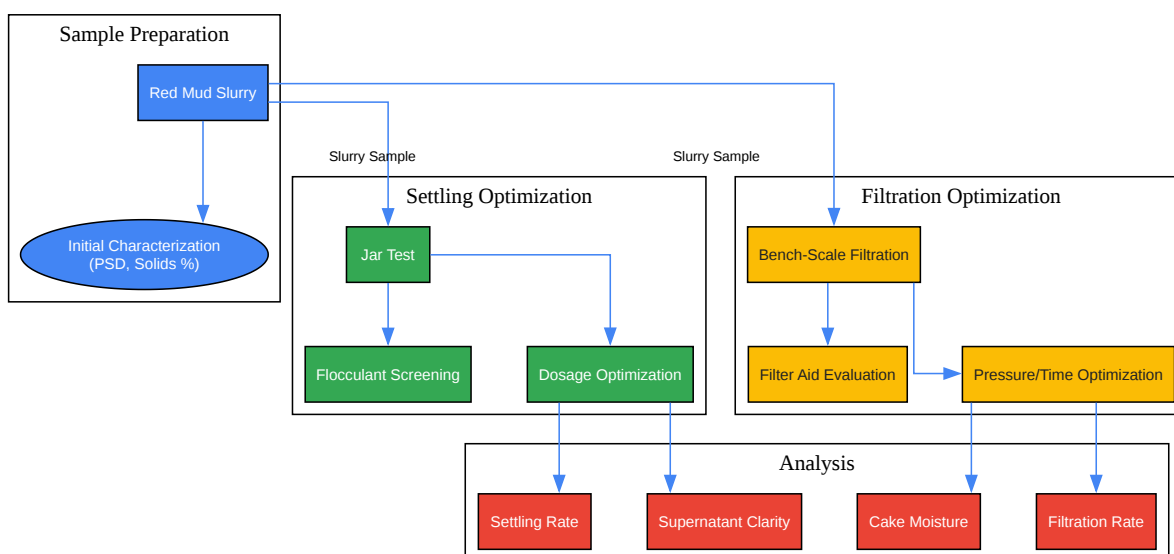 Sample Preparation
Red Mud Slurry
Initial Characterization
(PSD, Solids %)
Slurry Sample
Slurry Sample
Settling Optimization
Jar Test
Flocculant Screening
Dosage Optimization
Filtration Optimization
Bench-Scale Filtration
Filter Aid Evaluation
Pressure/Time Optimization
Analysis
Settling Rate
Supernatant Clarity
Cake Moisture
Filtration Rate